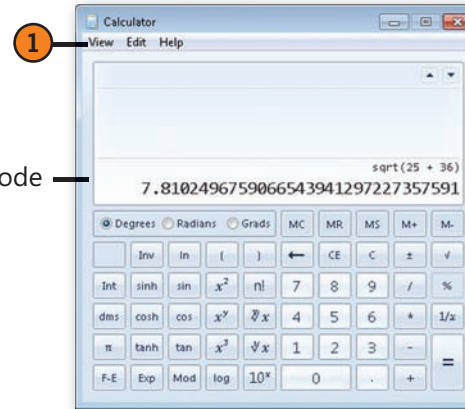 Calculator
1
View Edit Help
sqrt(25 + 36)
ode
7.8102496759066543941297227357591
Degrees Radians Grads MC MR MS M+ M-
Inv ln ( ) ← CE C ± √
Int sinh sin x² n! 7 8 9 / %
dms cosh cos xʸ ʸ√x 4 5 6 * 1/x
π tanh tan x³ ³√x 1 2 3 - =
F-E Exp Mod log 10ˣ 0 . +